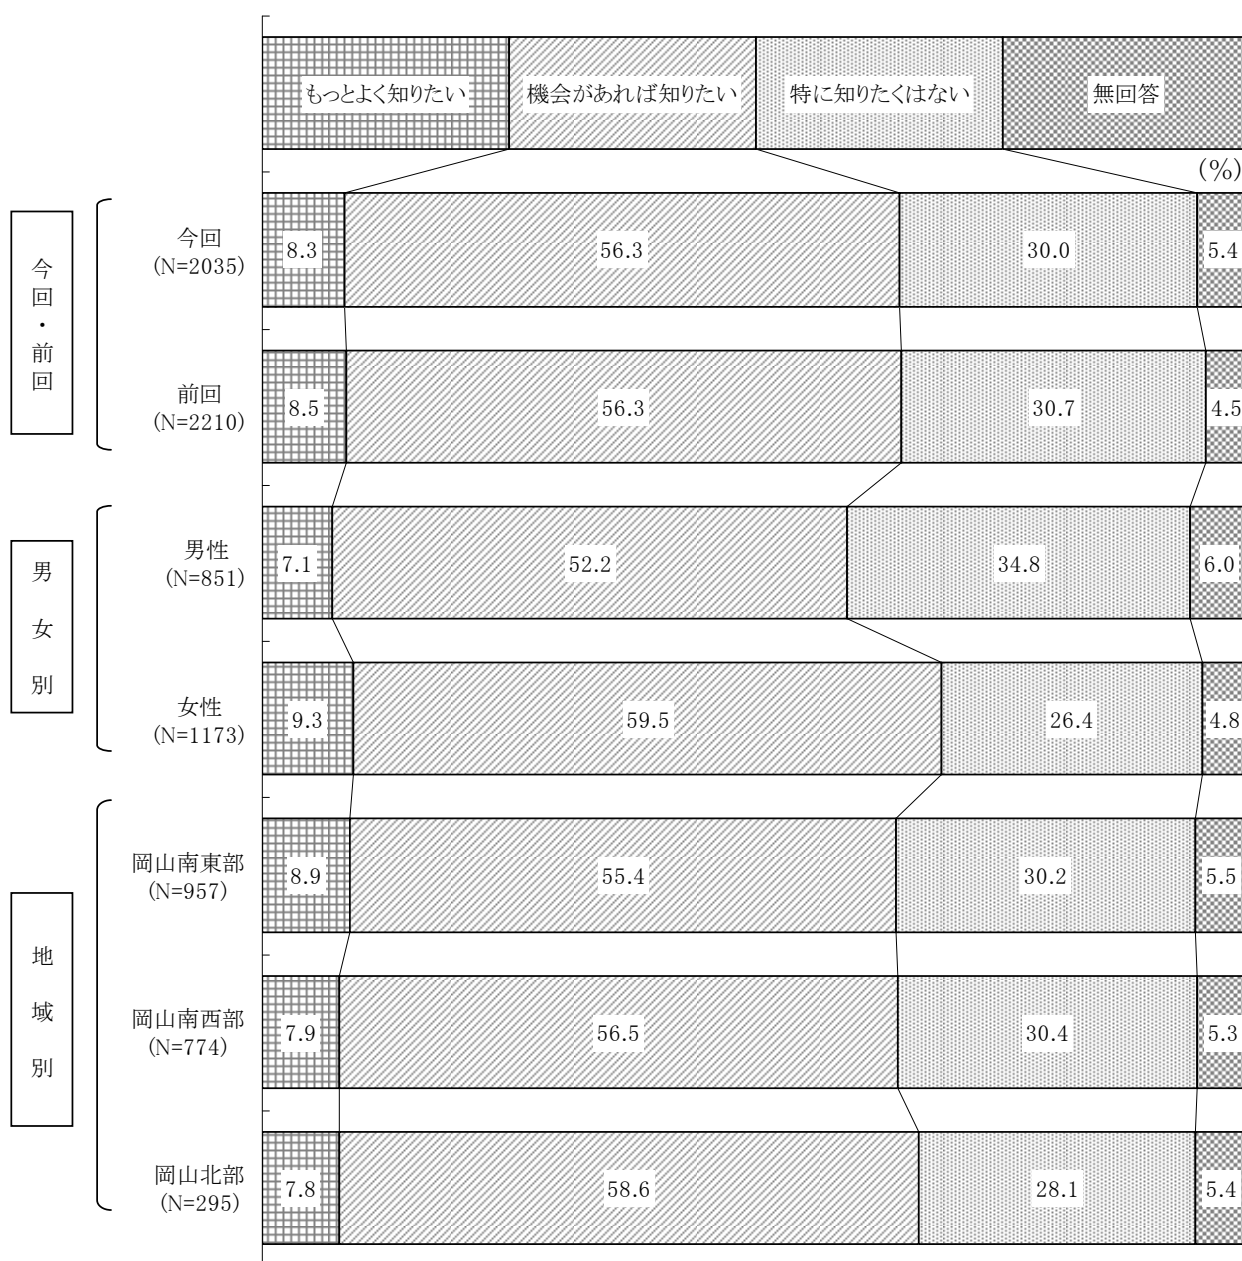 もっとよく知りたい 機会があれば知りたい 特に知りたくはない 無回答
(%)
今回・前回
今回
(N=2035)
8.3 56.3 30.0 5.4
前回
(N=2210)
8.5 56.3 30.7 4.5
男女別
男性
(N=851)
7.1 52.2 34.8 6.0
女性
(N=1173)
9.3 59.5 26.4 4.8
地域別
岡山南東部
(N=957)
8.9 55.4 30.2 5.5
岡山南西部
(N=774)
7.9 56.5 30.4 5.3
岡山北部
(N=295)
7.8 58.6 28.1 5.4